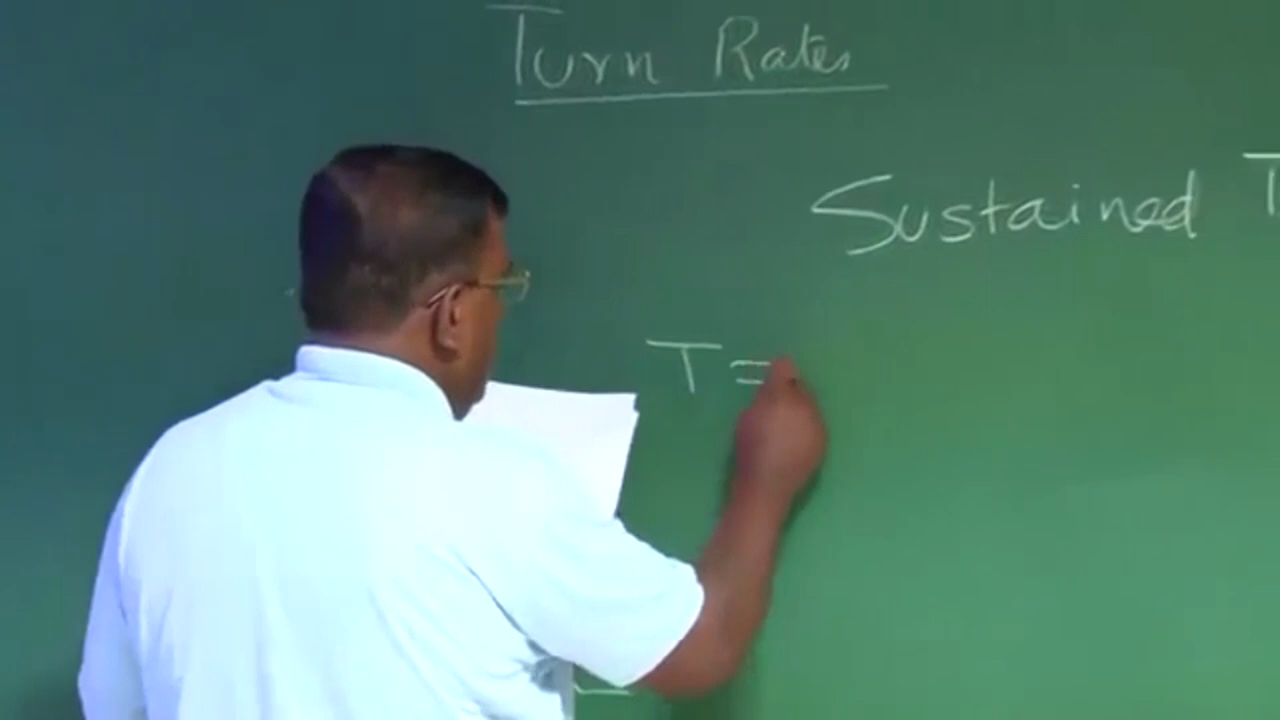 Turn Rates
Sustained T
T =